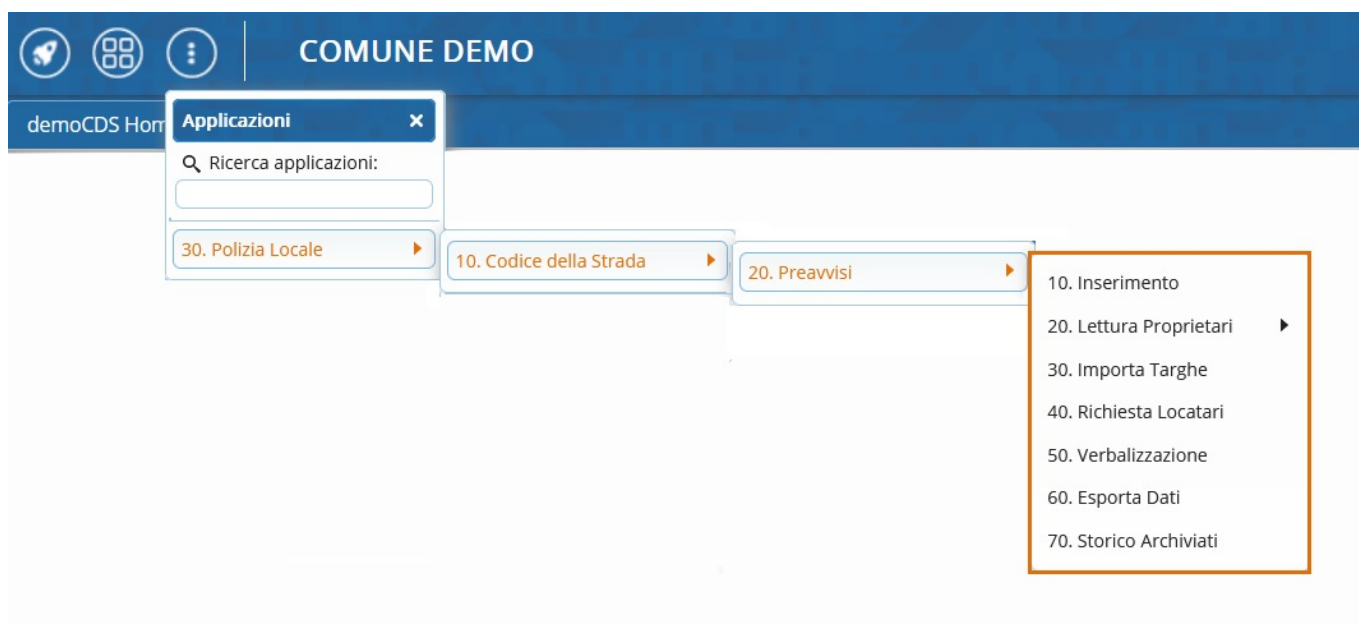 COMUNE DEMO
demoCDS Hom
Applicazioni
Ricerca applicazioni:
30. Polizia Locale
10. Codice della Strada
20. Preavvisi
10. Inserimento
20. Lettura Proprietari
30. Importa Targhe
40. Richiesta Locatari
50. Verbalizzazione
60. Esporta Dati
70. Storico Archiviati